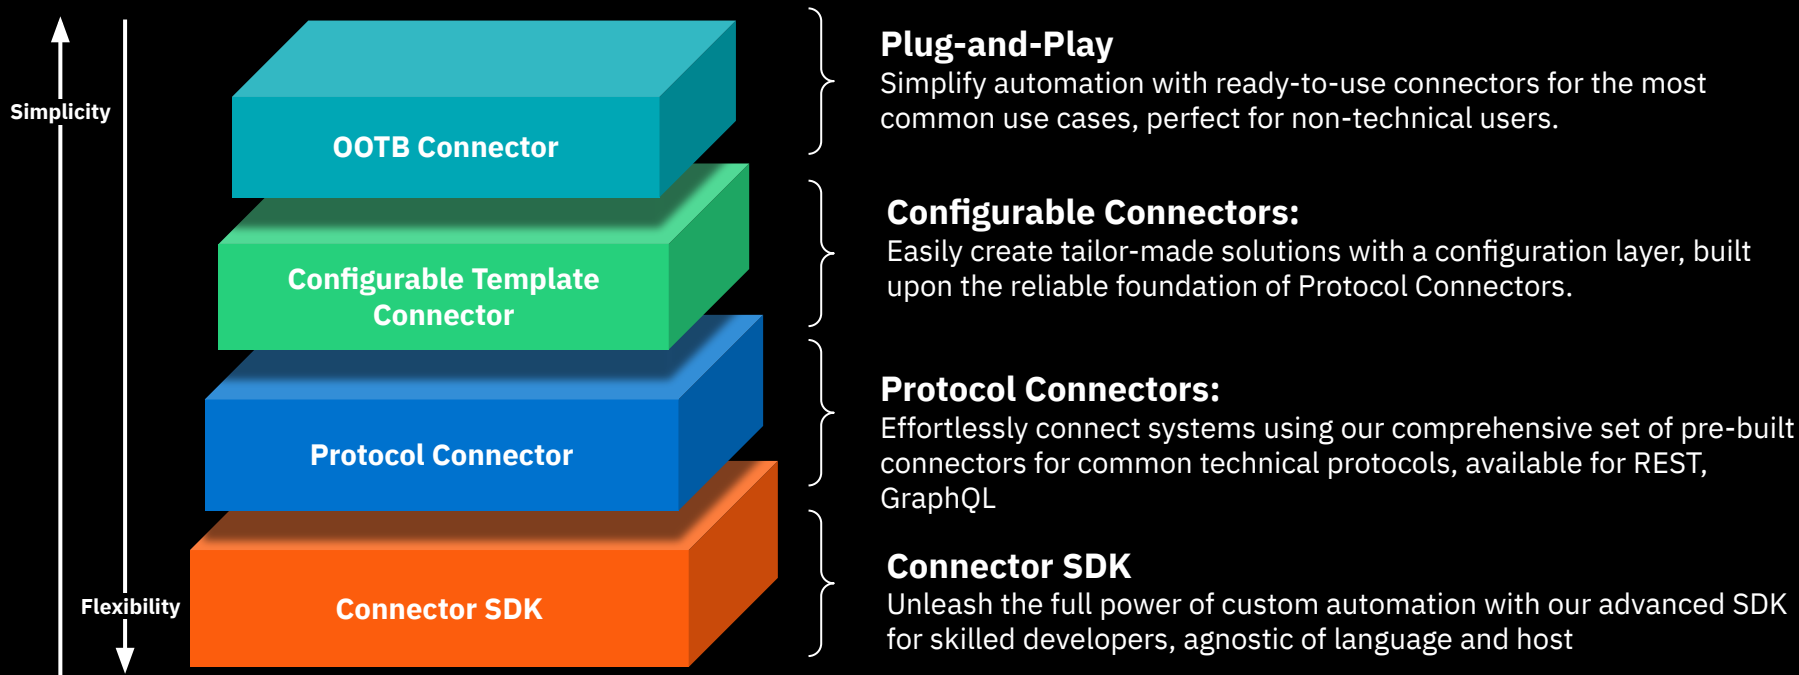 Simplicity
Flexibility
OOTB Connector
Configurable Template
Connector
Protocol Connector
Connector SDK
Plug-and-Play
Simplify automation with ready-to-use connectors for the most
common use cases, perfect for non-technical users.
Configurable Connectors:
Easily create tailor-made solutions with a configuration layer, built
upon the reliable foundation of Protocol Connectors.
Protocol Connectors:
Effortlessly connect systems using our comprehensive set of pre-built
connectors for common technical protocols, available for REST,
GraphQL
Connector SDK
Unleash the full power of custom automation with our advanced SDK
for skilled developers, agnostic of language and host